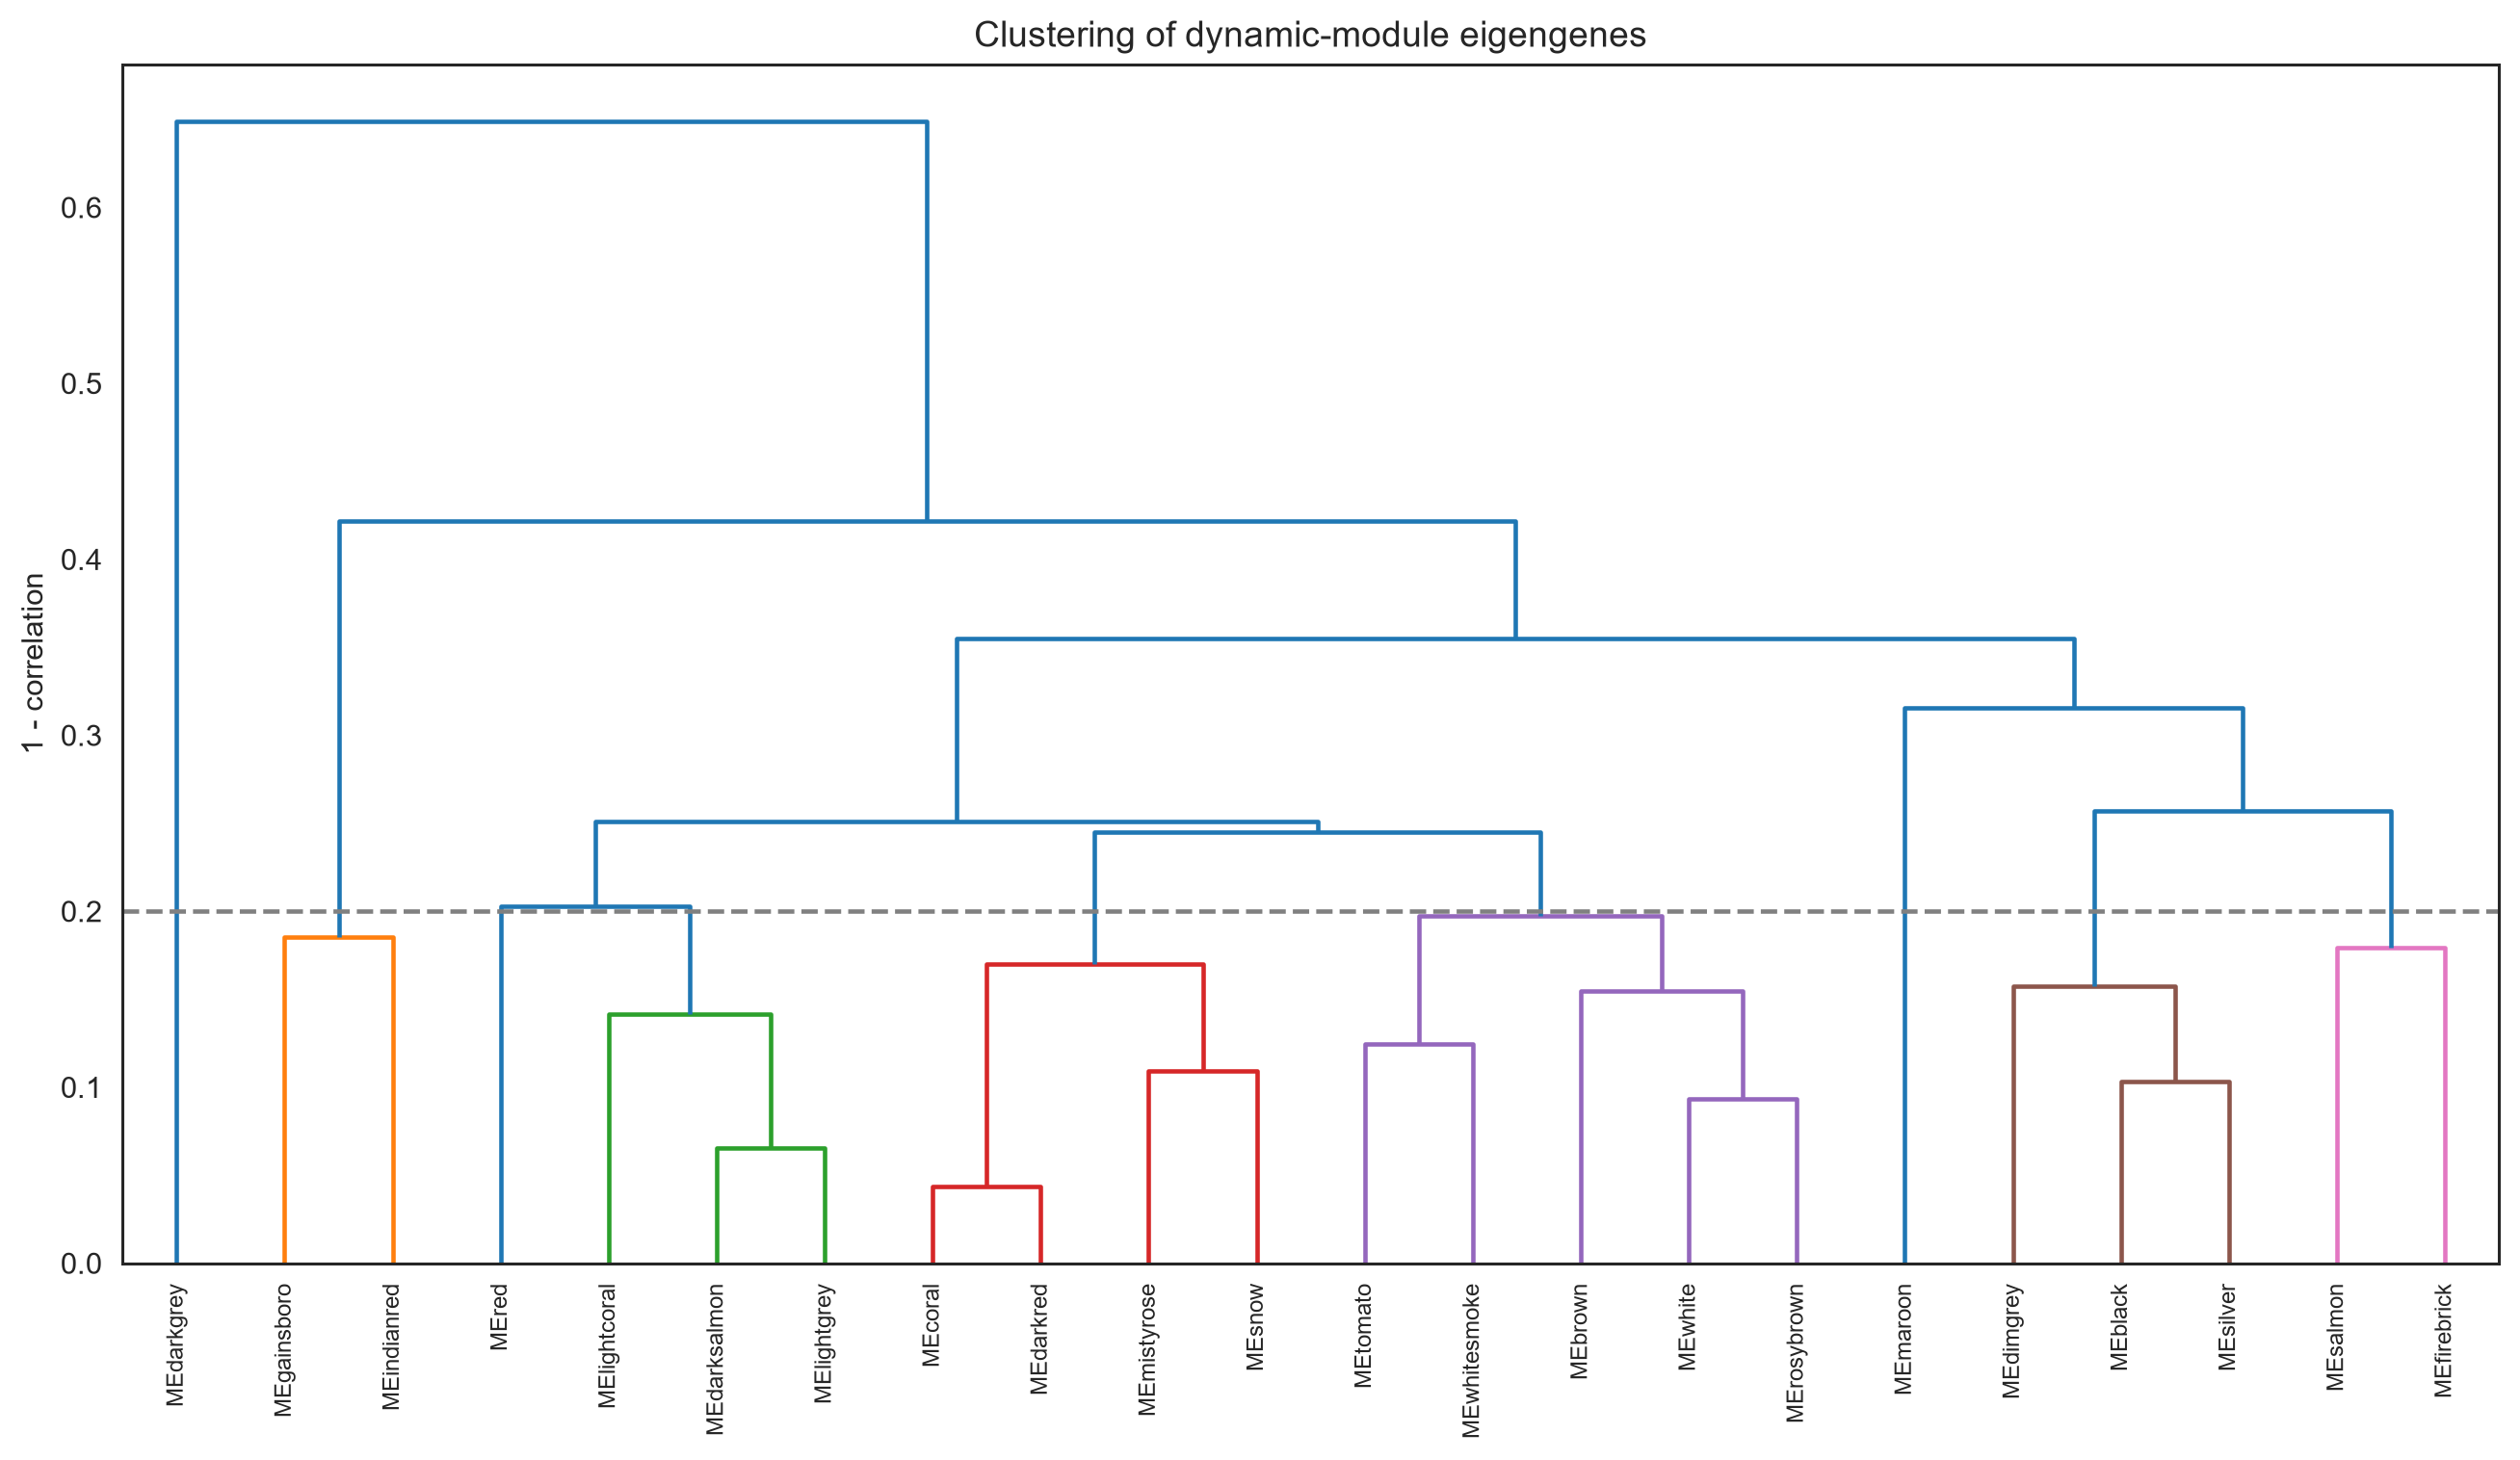 Clustering of dynamic-module eigengenes
1 - correlation
0.6
0.5
0.4
0.3
0.2
0.1
0.0
MEdarkgrey
MEgainsboro
MEindianred
MEred
MElightcoral
MEdarksalmon
MElightgrey
MEcoral
MEdarkred
MEmistyrose
MEsnow
MEtomato
MEwhitesmoke
MEbrown
MEwhite
MErosybrown
MEmaroon
MEdimgrey
MEblack
MEsilver
MEsalmon
MEfirebrick